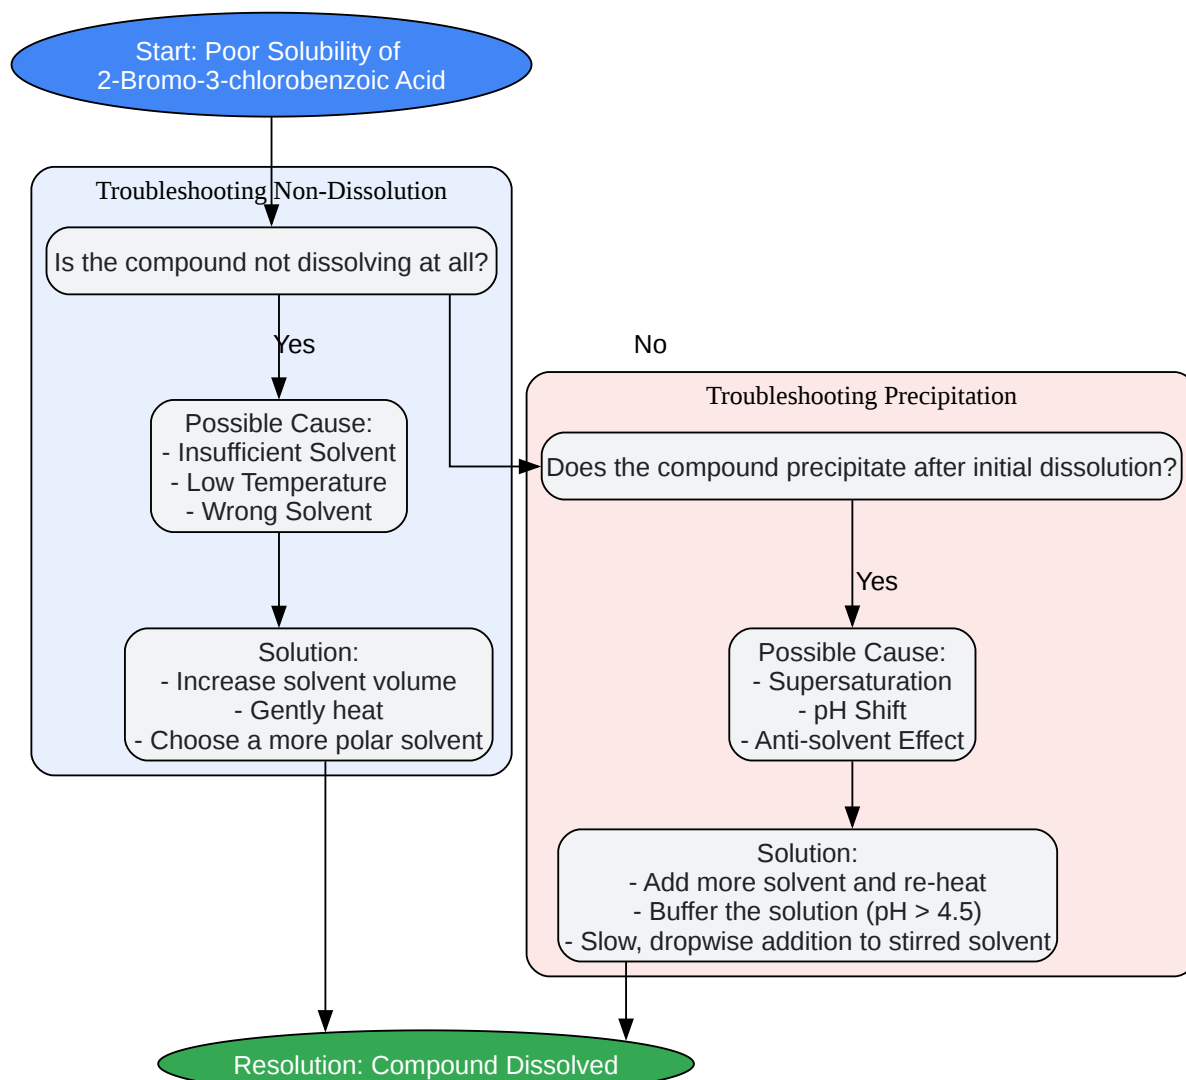 Start: Poor Solubility of
2-Bromo-3-chlorobenzoic Acid
Troubleshooting Non-Dissolution
Is the compound not dissolving at all?
Yes
No
Possible Cause:
- Insufficient Solvent
- Low Temperature
- Wrong Solvent
Solution:
- Increase solvent volume
- Gently heat
- Choose a more polar solvent
Troubleshooting Precipitation
Does the compound precipitate after initial dissolution?
Yes
Possible Cause:
- Supersaturation
- pH Shift
- Anti-solvent Effect
Solution:
- Add more solvent and re-heat
- Buffer the solution (pH > 4.5)
- Slow, dropwise addition to stirred solvent
Resolution: Compound Dissolved